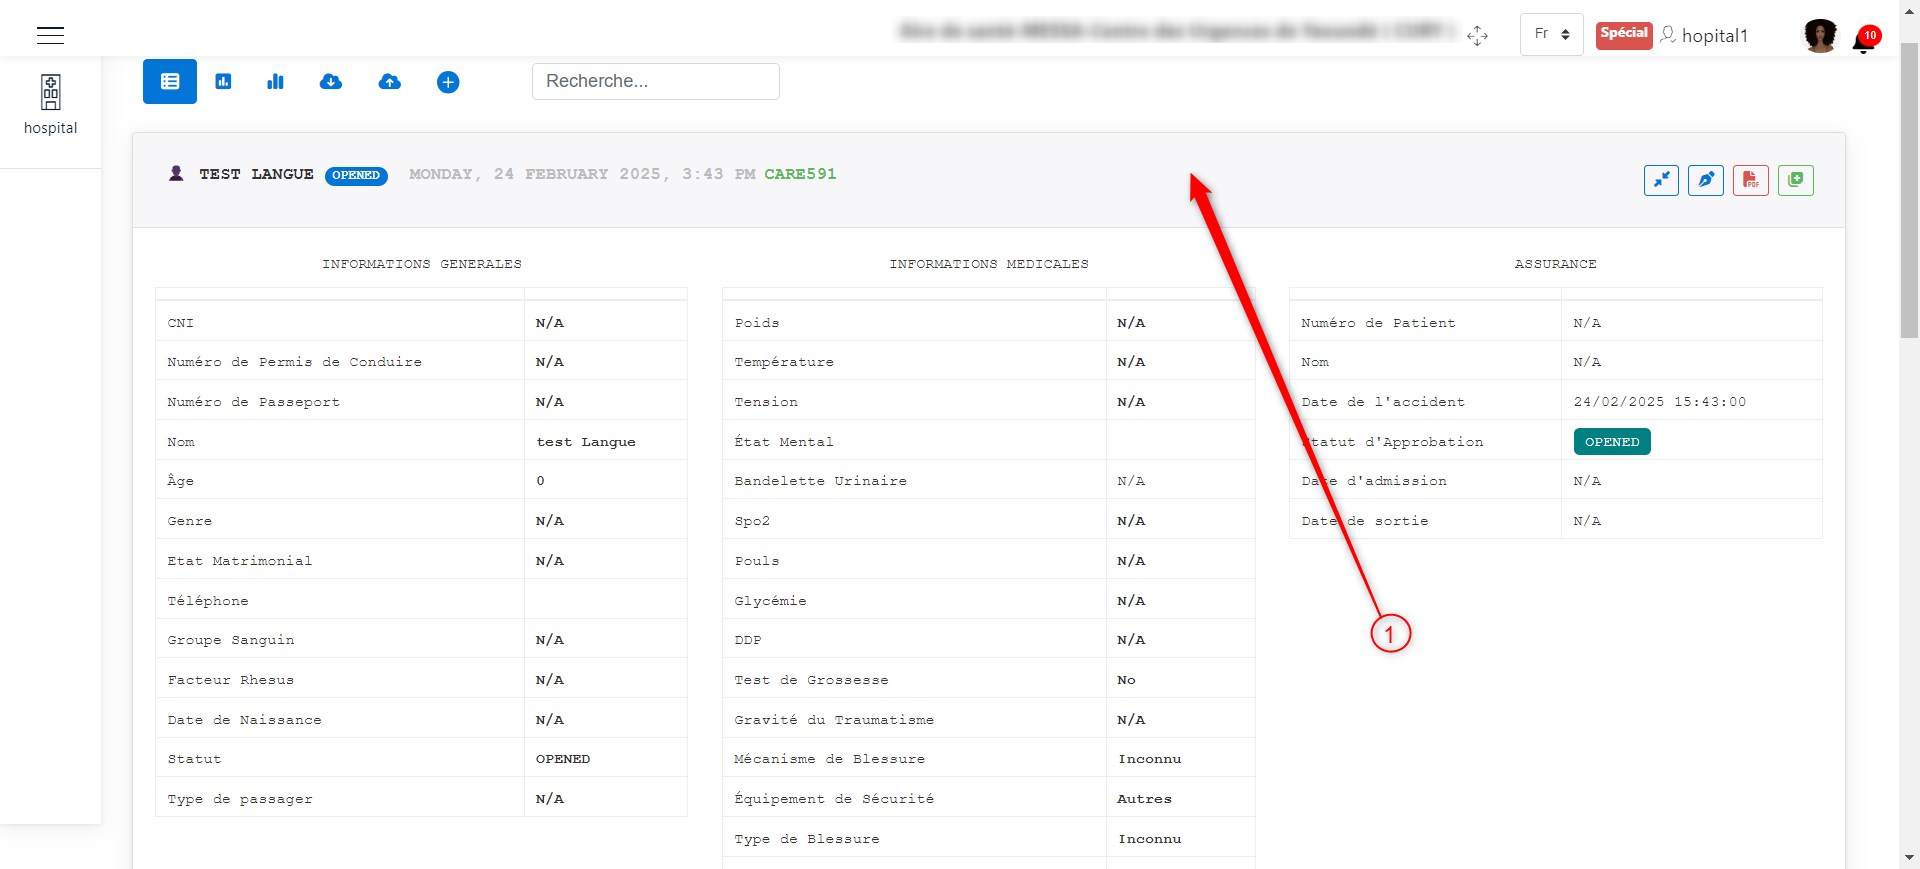 Fr
Spécial
hopital1
10
hospital
Recherche...
TEST LANGUE OPENED MONDAY, 24 FEBRUARY 2025, 3:43 PM CARE591
PDF
INFORMATIONS GENERALES
CNI N/A
Numéro de Permis de Conduire N/A
Numéro de Passeport N/A
Nom test Langue
Âge 0
Genre N/A
Etat Matrimonial N/A
Téléphone
Groupe Sanguin N/A
Facteur Rhesus N/A
Date de Naissance N/A
Statut OPENED
Type de passager N/A
INFORMATIONS MEDICALES
Poids N/A
Température N/A
Tension N/A
État Mental
Bandelette Urinaire N/A
Spo2 N/A
Pouls N/A
Glycémie N/A
DDP N/A
Test de Grossesse No
Gravité du Traumatisme N/A
Mécanisme de Blessure Inconnu
Équipement de Sécurité Autres
Type de Blessure Inconnu
ASSURANCE
Numéro de Patient N/A
Nom N/A
Date de l'accident 24/02/2025 15:43:00
Statut d'Approbation OPENED
Date d'admission N/A
Date de sortie N/A
1